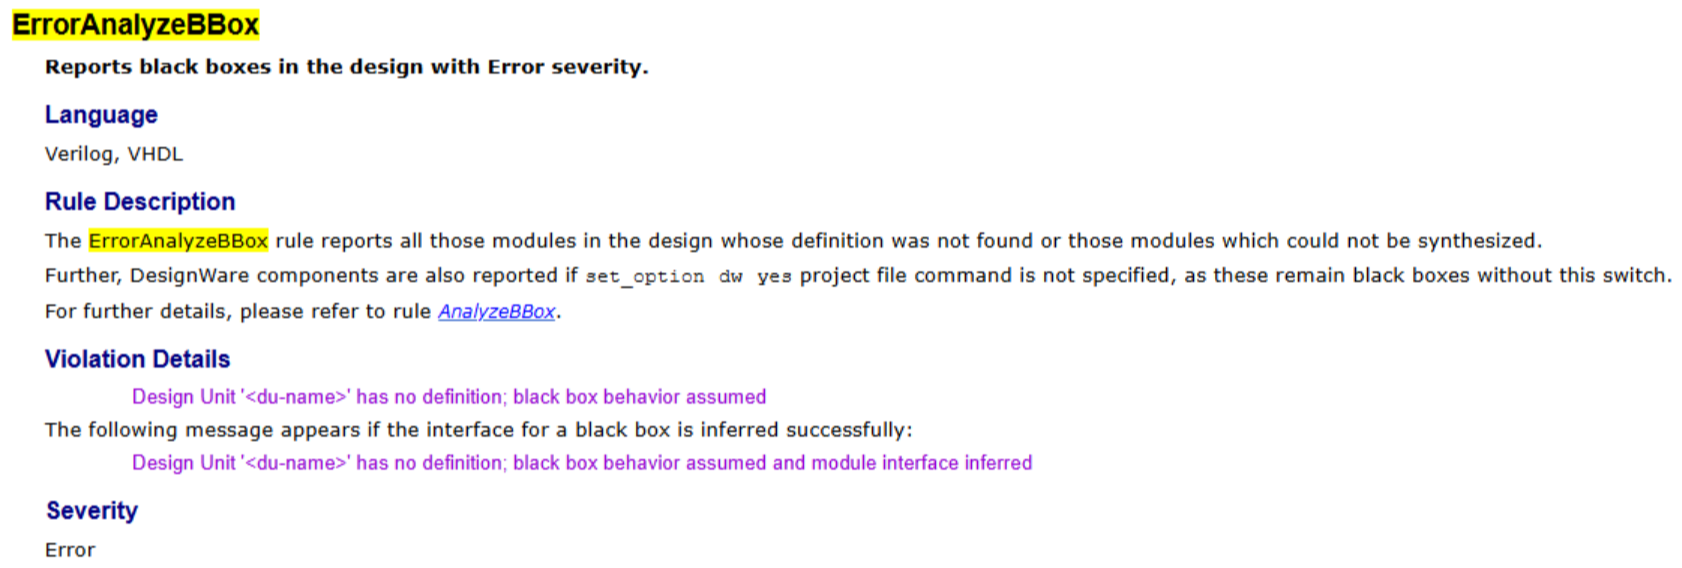 ErrorAnalyzeBBox
Reports black boxes in the design with Error severity.
Language
Verilog, VHDL
Rule Description
The ErrorAnalyzeBBox rule reports all those modules in the design whose definition was not found or those modules which could not be synthesized.
Further, DesignWare components are also reported if set_option dw yes project file command is not specified, as these remain black boxes without this switch.
For further details, please refer to rule AnalyzeBBox.
Violation Details
Design Unit '<du-name>' has no definition; black box behavior assumed
The following message appears if the interface for a black box is inferred successfully:
Design Unit '<du-name>' has no definition; black box behavior assumed and module interface inferred
Severity
Error